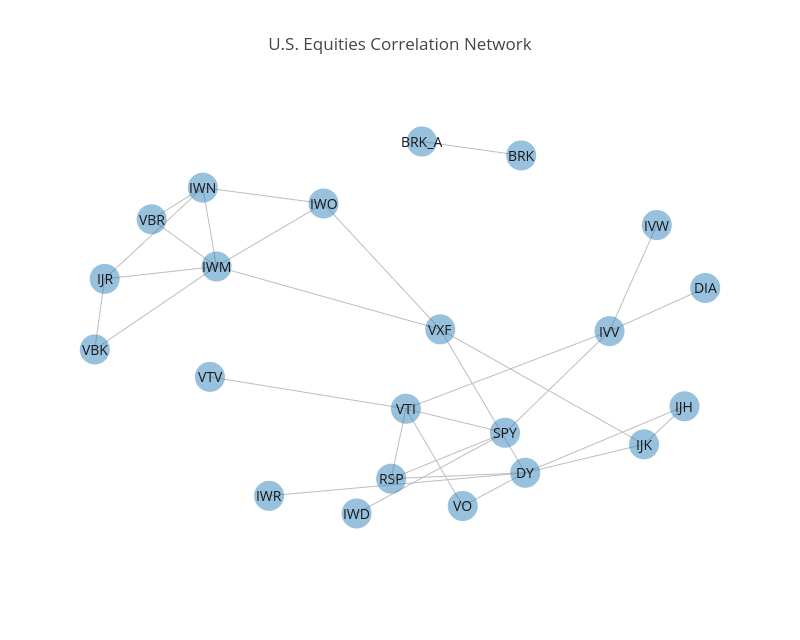 U.S. Equities Correlation Network
BRK_A
BRK
IWN
IWO
VBR
IVW
IWM
IJR
DIA
VXF
IVV
VBK
VTV
VTI
IJH
SPY
IJK
DY
RSP
IWR
VO
IWD